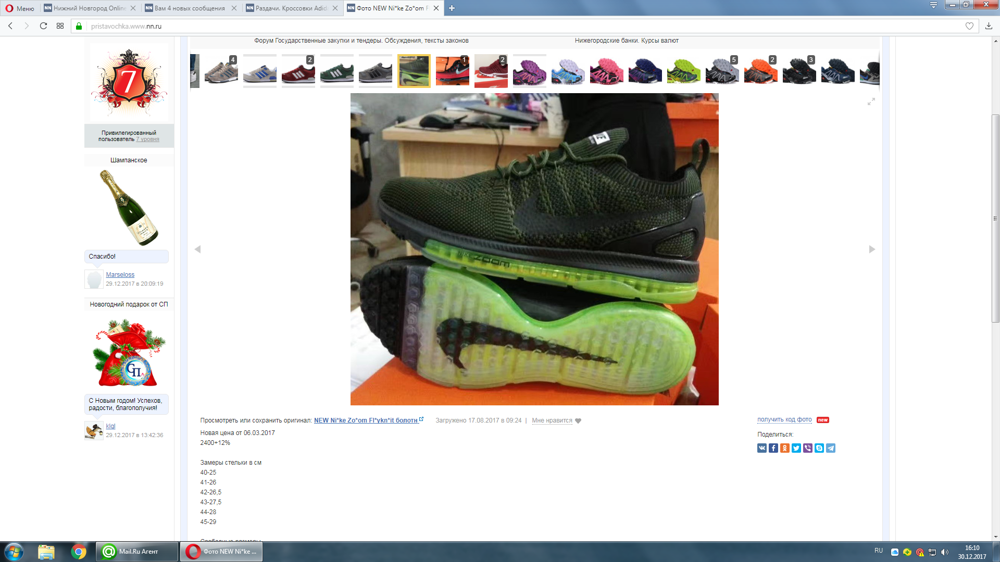 Меню
Нижний Новгород Online
Вам 4 новых сообщения
Раздачи. Кроссовки Adid
Фото NEW Ni*ke Zo*om F
pristavochka.www.nn.ru
Форум Государственные закупки и тендеры. Обсуждения, тексты законов
Нижегородские банки. Курсы валют
4
2
1
2
5
2
3
7
Привилегированный
пользователь 7 уровня
Шампанское
Спасибо!
Marseloss
29.12.2017 в 20:09:19
Новогодний подарок от СП
СП
С Новым годом! Успехов,
радости, благополучия!
klql
29.12.2017 в 13:42:36
NIKEZOOM
Просмотреть или сохранить оригинал: NEW Ni*ke Zo*om Fl*ykn*it болотн
Загружено 17.08.2017 в 09:24 | Мне нравится
получить код фото new
Новая цена от 06.03.2017
2400+12%
Поделиться:
Замеры стельки в см
40-25
41-26
42-26,5
43-27,5
44-28
45-29
Свободные размеры
Mail.Ru Агент
Фото NEW Ni*ke ...
RU
16:10
30.12.2017